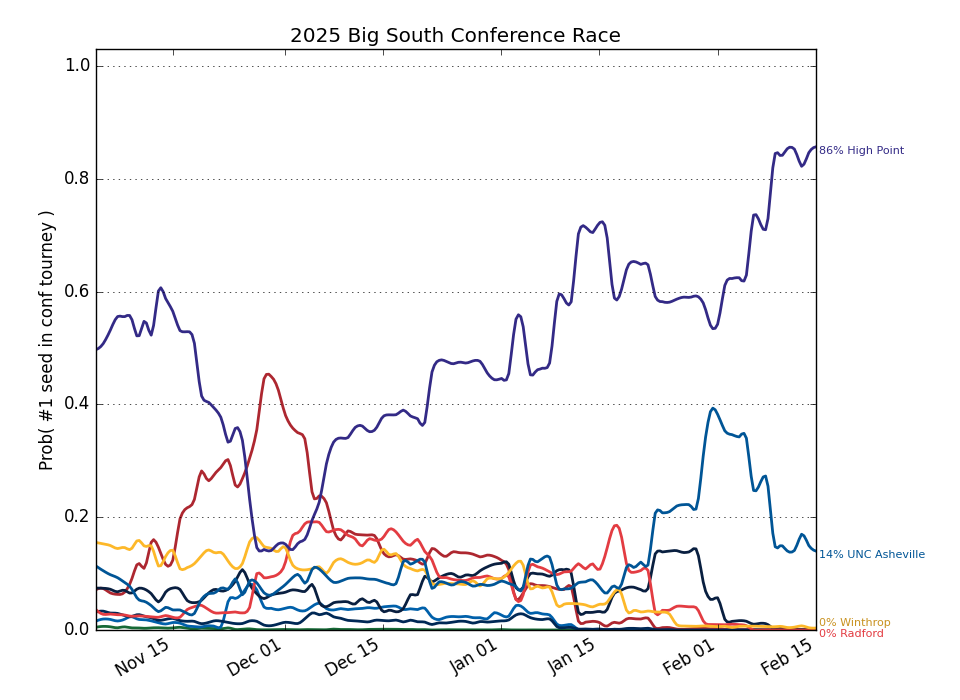 2025 Big South Conference Race
Prob( #1 seed in conf tourney )
1.0
0.8
0.6
0.4
0.2
0.0
86% High Point
14% UNC Asheville
0% Winthrop
0% Radford
Nov 15
Dec 01
Dec 15
Jan 01
Jan 15
Feb 01
Feb 15